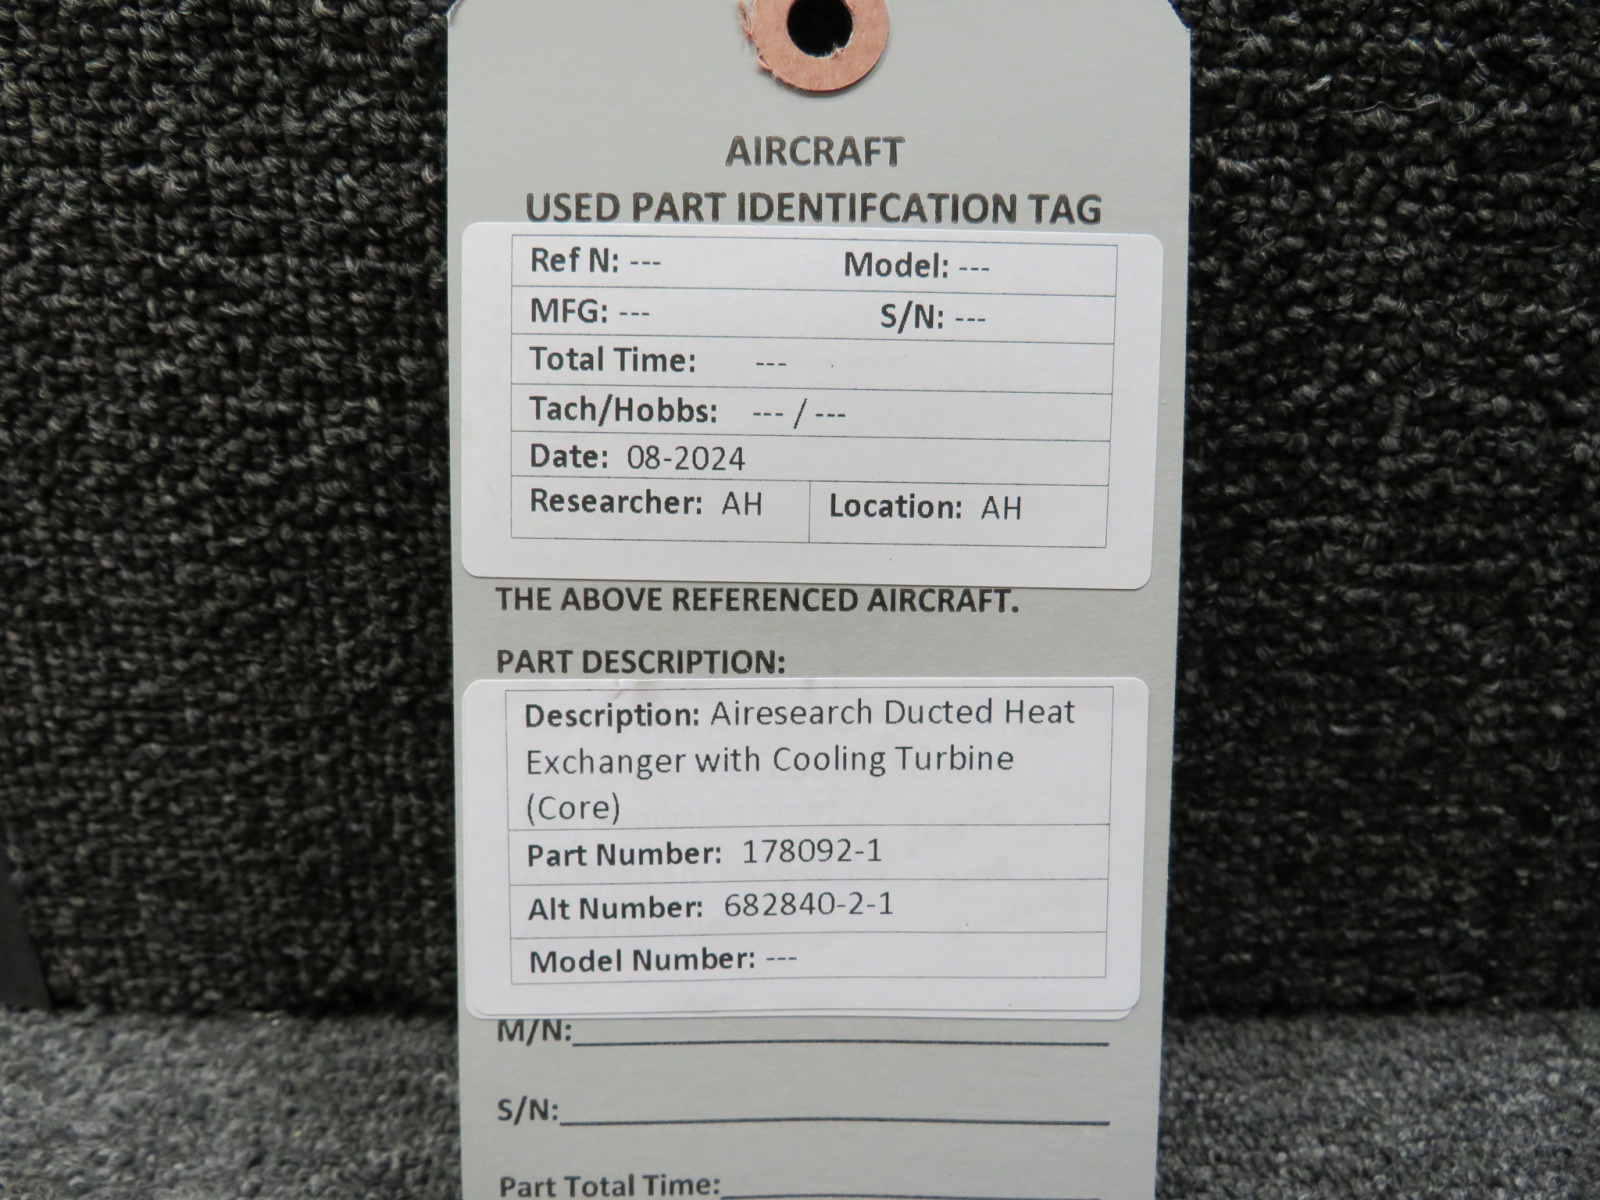 AIRCRAFT
USED PART IDENTIFCATION TAG
Ref N: --- Model: ---
MFG: --- S/N: ---
Total Time: ---
Tach/Hobbs: --- / ---
Date: 08-2024
Researcher: AH Location: AH
THE ABOVE REFERENCED AIRCRAFT.
PART DESCRIPTION:
Description: Airesearch Ducted Heat
Exchanger with Cooling Turbine
(Core)
Part Number: 178092-1
Alt Number: 682840-2-1
Model Number: ---
M/N:
S/N:
Part Total Time: